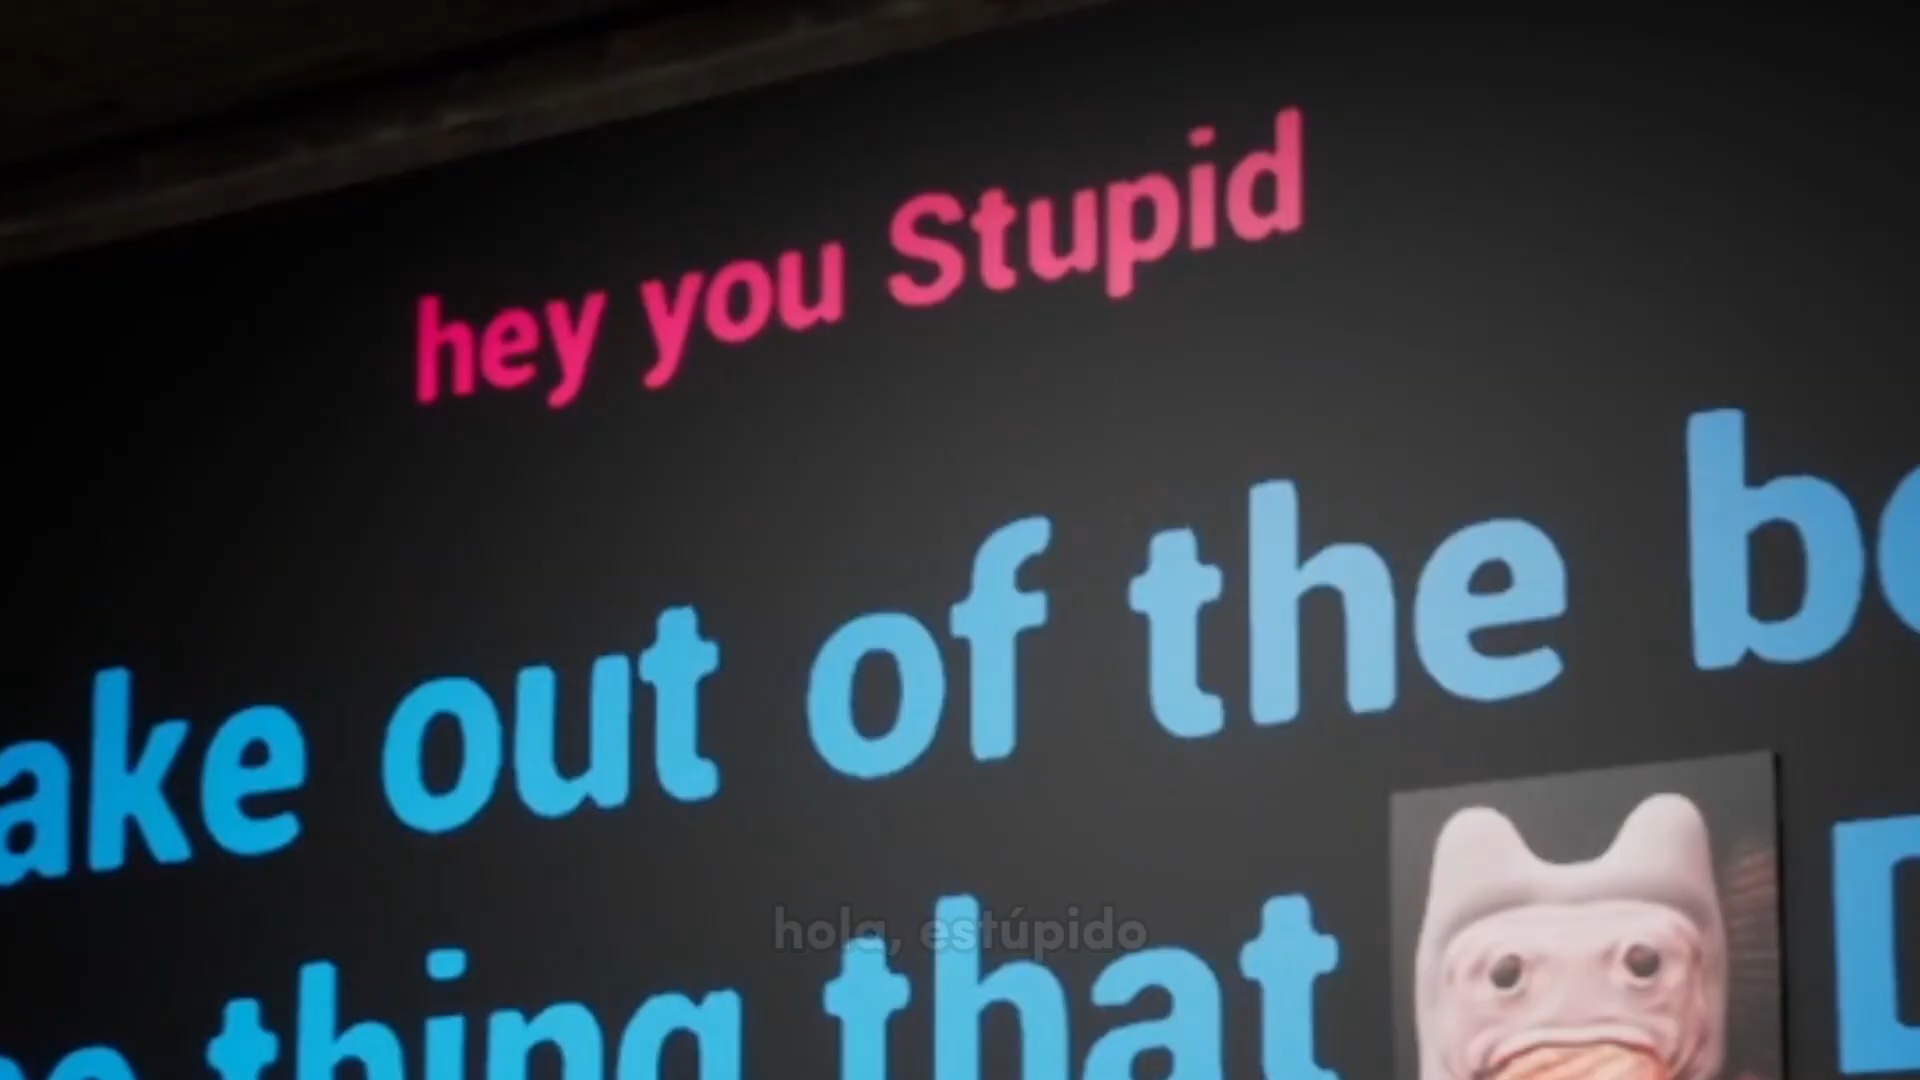 hey you Stupid
ake out of the
thing that
hola, estúpido